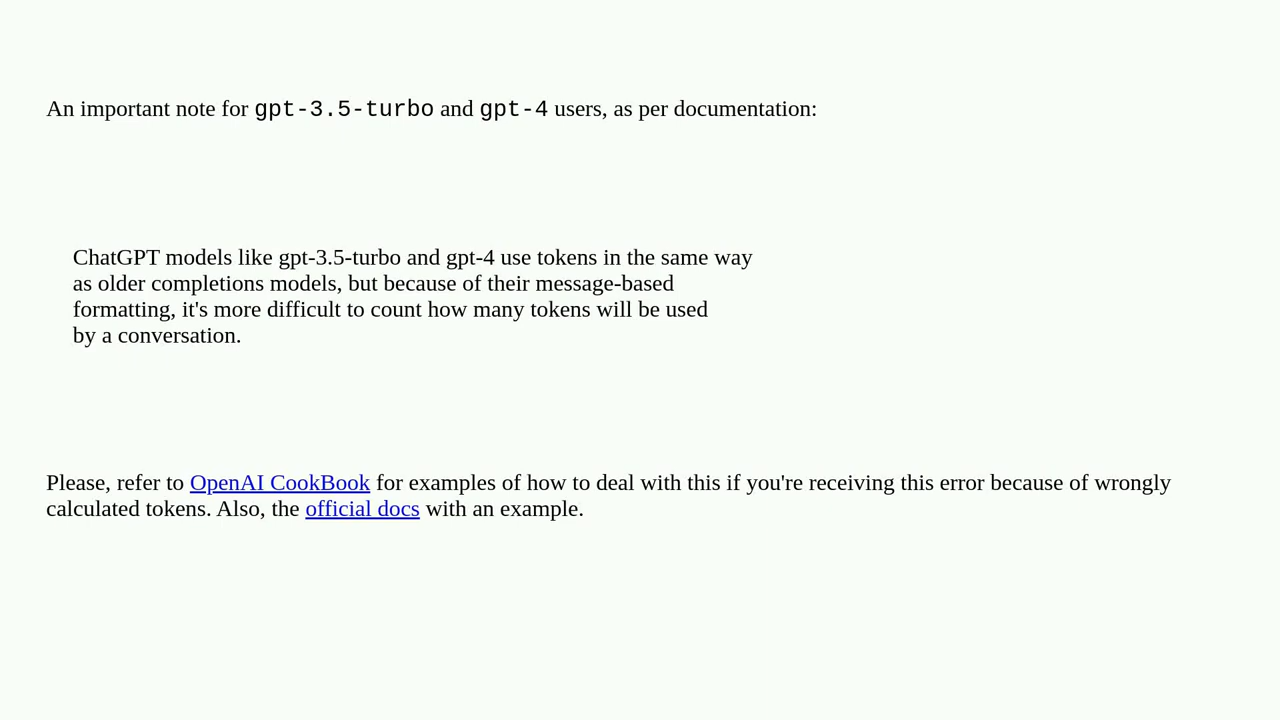 An important note for gpt-3.5-turbo and gpt-4 users, as per documentation:
ChatGPT models like gpt-3.5-turbo and gpt-4 use tokens in the same way
as older completions models, but because of their message-based
formatting, it's more difficult to count how many tokens will be used
by a conversation.
Please, refer to OpenAI CookBook for examples of how to deal with this if you're receiving this error because of wrongly
calculated tokens. Also, the official docs with an example.